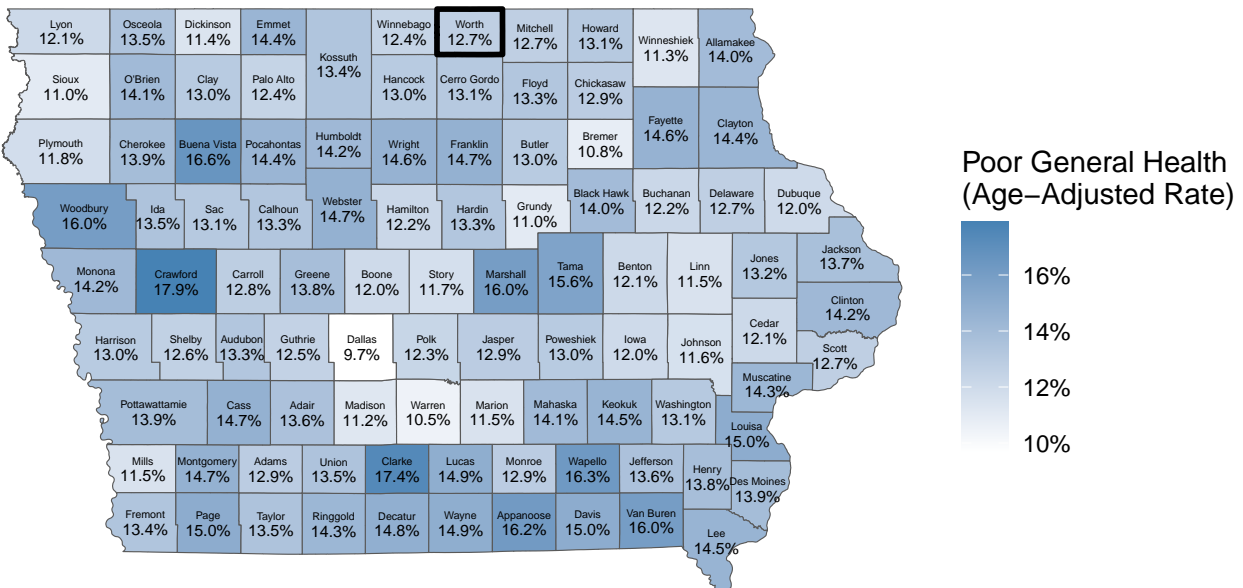 Lyon
12.1%
Osceola
13.5%
Dickinson
11.4%
Emmet
14.4%
Kossuth
13.4%
Winnebago
12.4%
Worth
12.7%
Mitchell
12.7%
Howard
13.1%
Winneshiek
11.3%
Allamakee
14.0%
Sioux
11.0%
O'Brien
14.1%
Clay
13.0%
Palo Alto
12.4%
Hancock
13.0%
Cerro Gordo
13.1%
Floyd
13.3%
Chickasaw
12.9%
Plymouth
11.8%
Cherokee
13.9%
Buena Vista
16.6%
Pocahontas
14.4%
Humboldt
14.2%
Wright
14.6%
Franklin
14.7%
Butler
13.0%
Bremer
10.8%
Fayette
14.6%
Clayton
14.4%
Woodbury
16.0%
Ida
13.5%
Sac
13.1%
Calhoun
13.3%
Webster
14.7%
Hamilton
12.2%
Hardin
13.3%
Grundy
11.0%
Black Hawk
14.0%
Buchanan
12.2%
Delaware
12.7%
Dubuque
12.0%
Monona
14.2%
Crawford
17.9%
Carroll
12.8%
Greene
13.8%
Boone
12.0%
Story
11.7%
Marshall
16.0%
Tama
15.6%
Benton
12.1%
Linn
11.5%
Jones
13.2%
Jackson
13.7%
Clinton
14.2%
Harrison
13.0%
Shelby
12.6%
Audubon
13.3%
Guthrie
12.5%
Dallas
9.7%
Polk
12.3%
Jasper
12.9%
Poweshiek
13.0%
Iowa
12.0%
Johnson
11.6%
Cedar
12.1%
Scott
12.7%
Muscatine
14.3%
Pottawattamie
13.9%
Cass
14.7%
Adair
13.6%
Madison
11.2%
Warren
10.5%
Marion
11.5%
Mahaska
14.1%
Keokuk
14.5%
Washington
13.1%
Louisa
15.0%
Mills
11.5%
Montgomery
14.7%
Adams
12.9%
Union
13.5%
Clarke
17.4%
Lucas
14.9%
Monroe
12.9%
Wapello
16.3%
Jefferson
13.6%
Henry
13.8%
Des Moines
13.9%
Fremont
13.4%
Page
15.0%
Taylor
13.5%
Ringgold
14.3%
Decatur
14.8%
Wayne
14.9%
Appanoose
16.2%
Davis
15.0%
Van Buren
16.0%
Lee
14.5%
Poor General Health
(Age−Adjusted Rate)
16%
14%
12%
10%